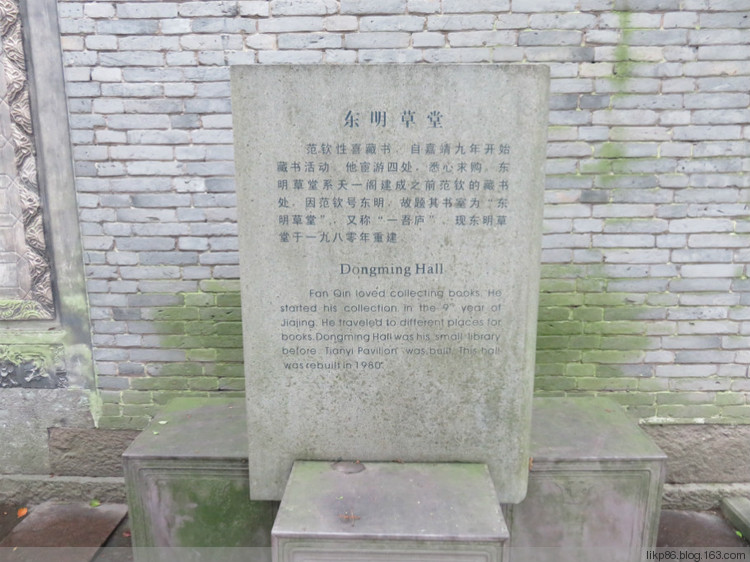 东明草堂
范钦性喜藏书，自嘉靖九年开始
藏书活动，他宦游四处，悉心求购。东
明草堂系天一阁建成之前范钦的藏书
处，因范钦号东明，故题其书室为“东
明草堂”，又称“一吾庐”，现东明草
堂于一九八零年重建。
Dongming Hall
Fan Qin loved collecting books. He
started his collection in the 9th year of
Jiajing. He traveled to different places for
books.Dongming Hall was his small library
before "Tianyi Pavilion" was built. This hall
was rebuilt in 1980.
likp86.blog.163.com